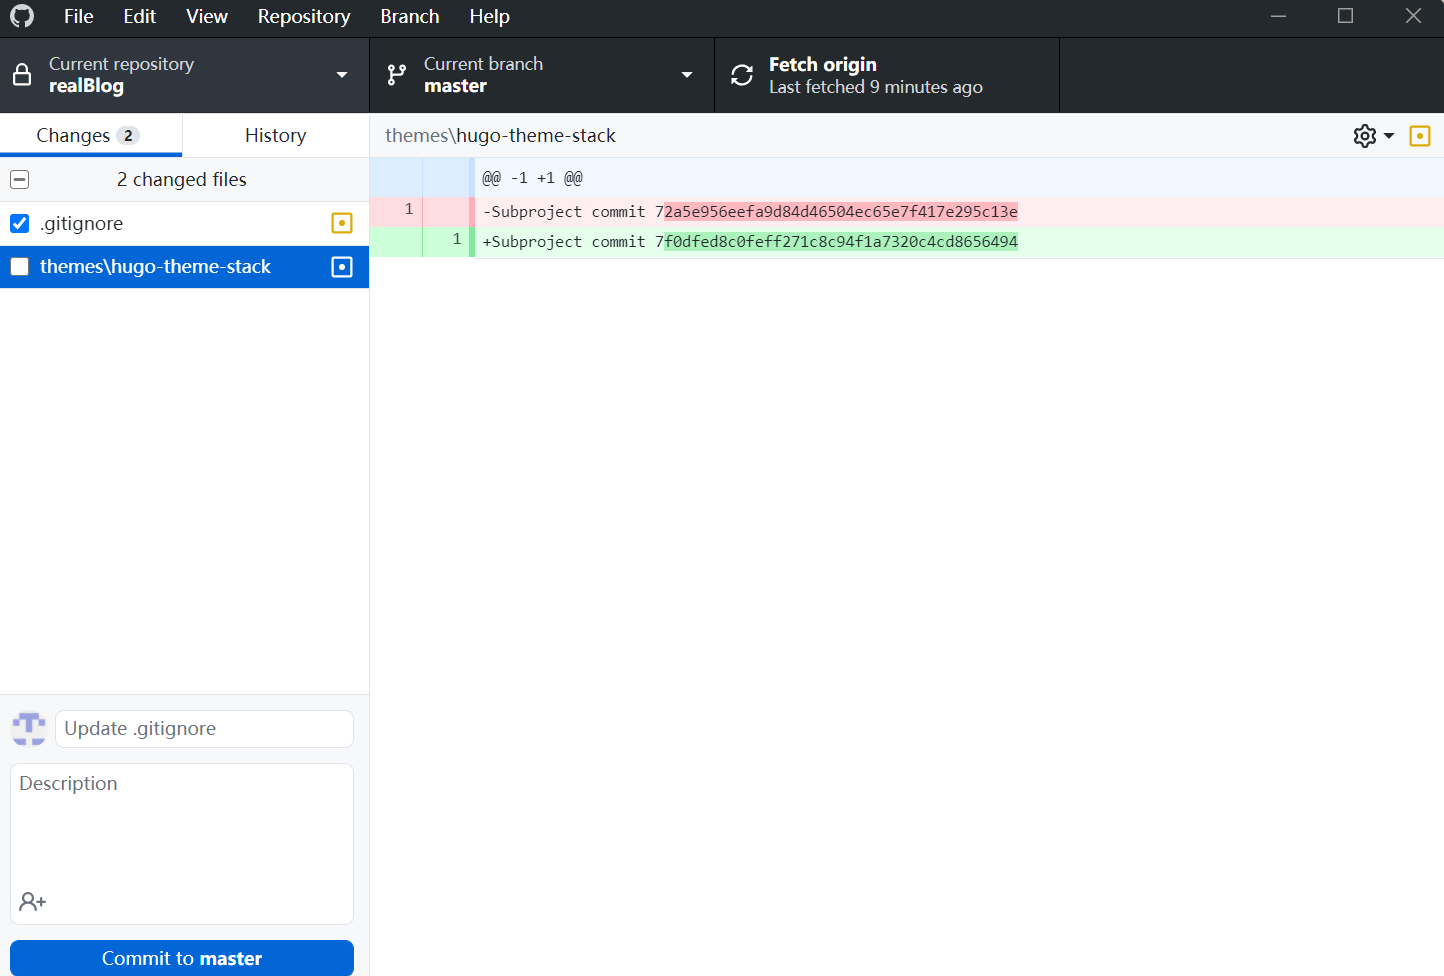 File Edit View Repository Branch Help
Current repository
realBlog
Current branch
master
Fetch origin
Last fetched 9 minutes ago
Changes 2
History
2 changed files
.gitignore
themes\hugo-theme-stack
themes\hugo-theme-stack
@@ -1 +1 @@
1 -Subproject commit 72a5e956eefa9d84d46504ec65e7f417e295c13e
1 +Subproject commit 7f0dfed8c0feff271c8c94f1a7320c4cd8656494
Update .gitignore
Description
Commit to master